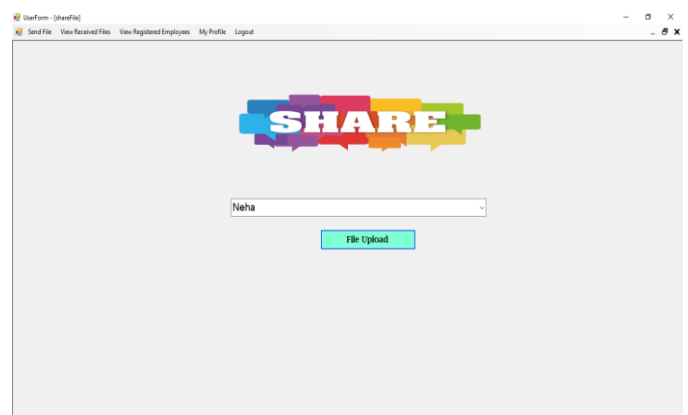 UserForm - [shareFile]
Send File View Received Files View Registered Employees My Profile Logout
SHARE
Neha
File Upload